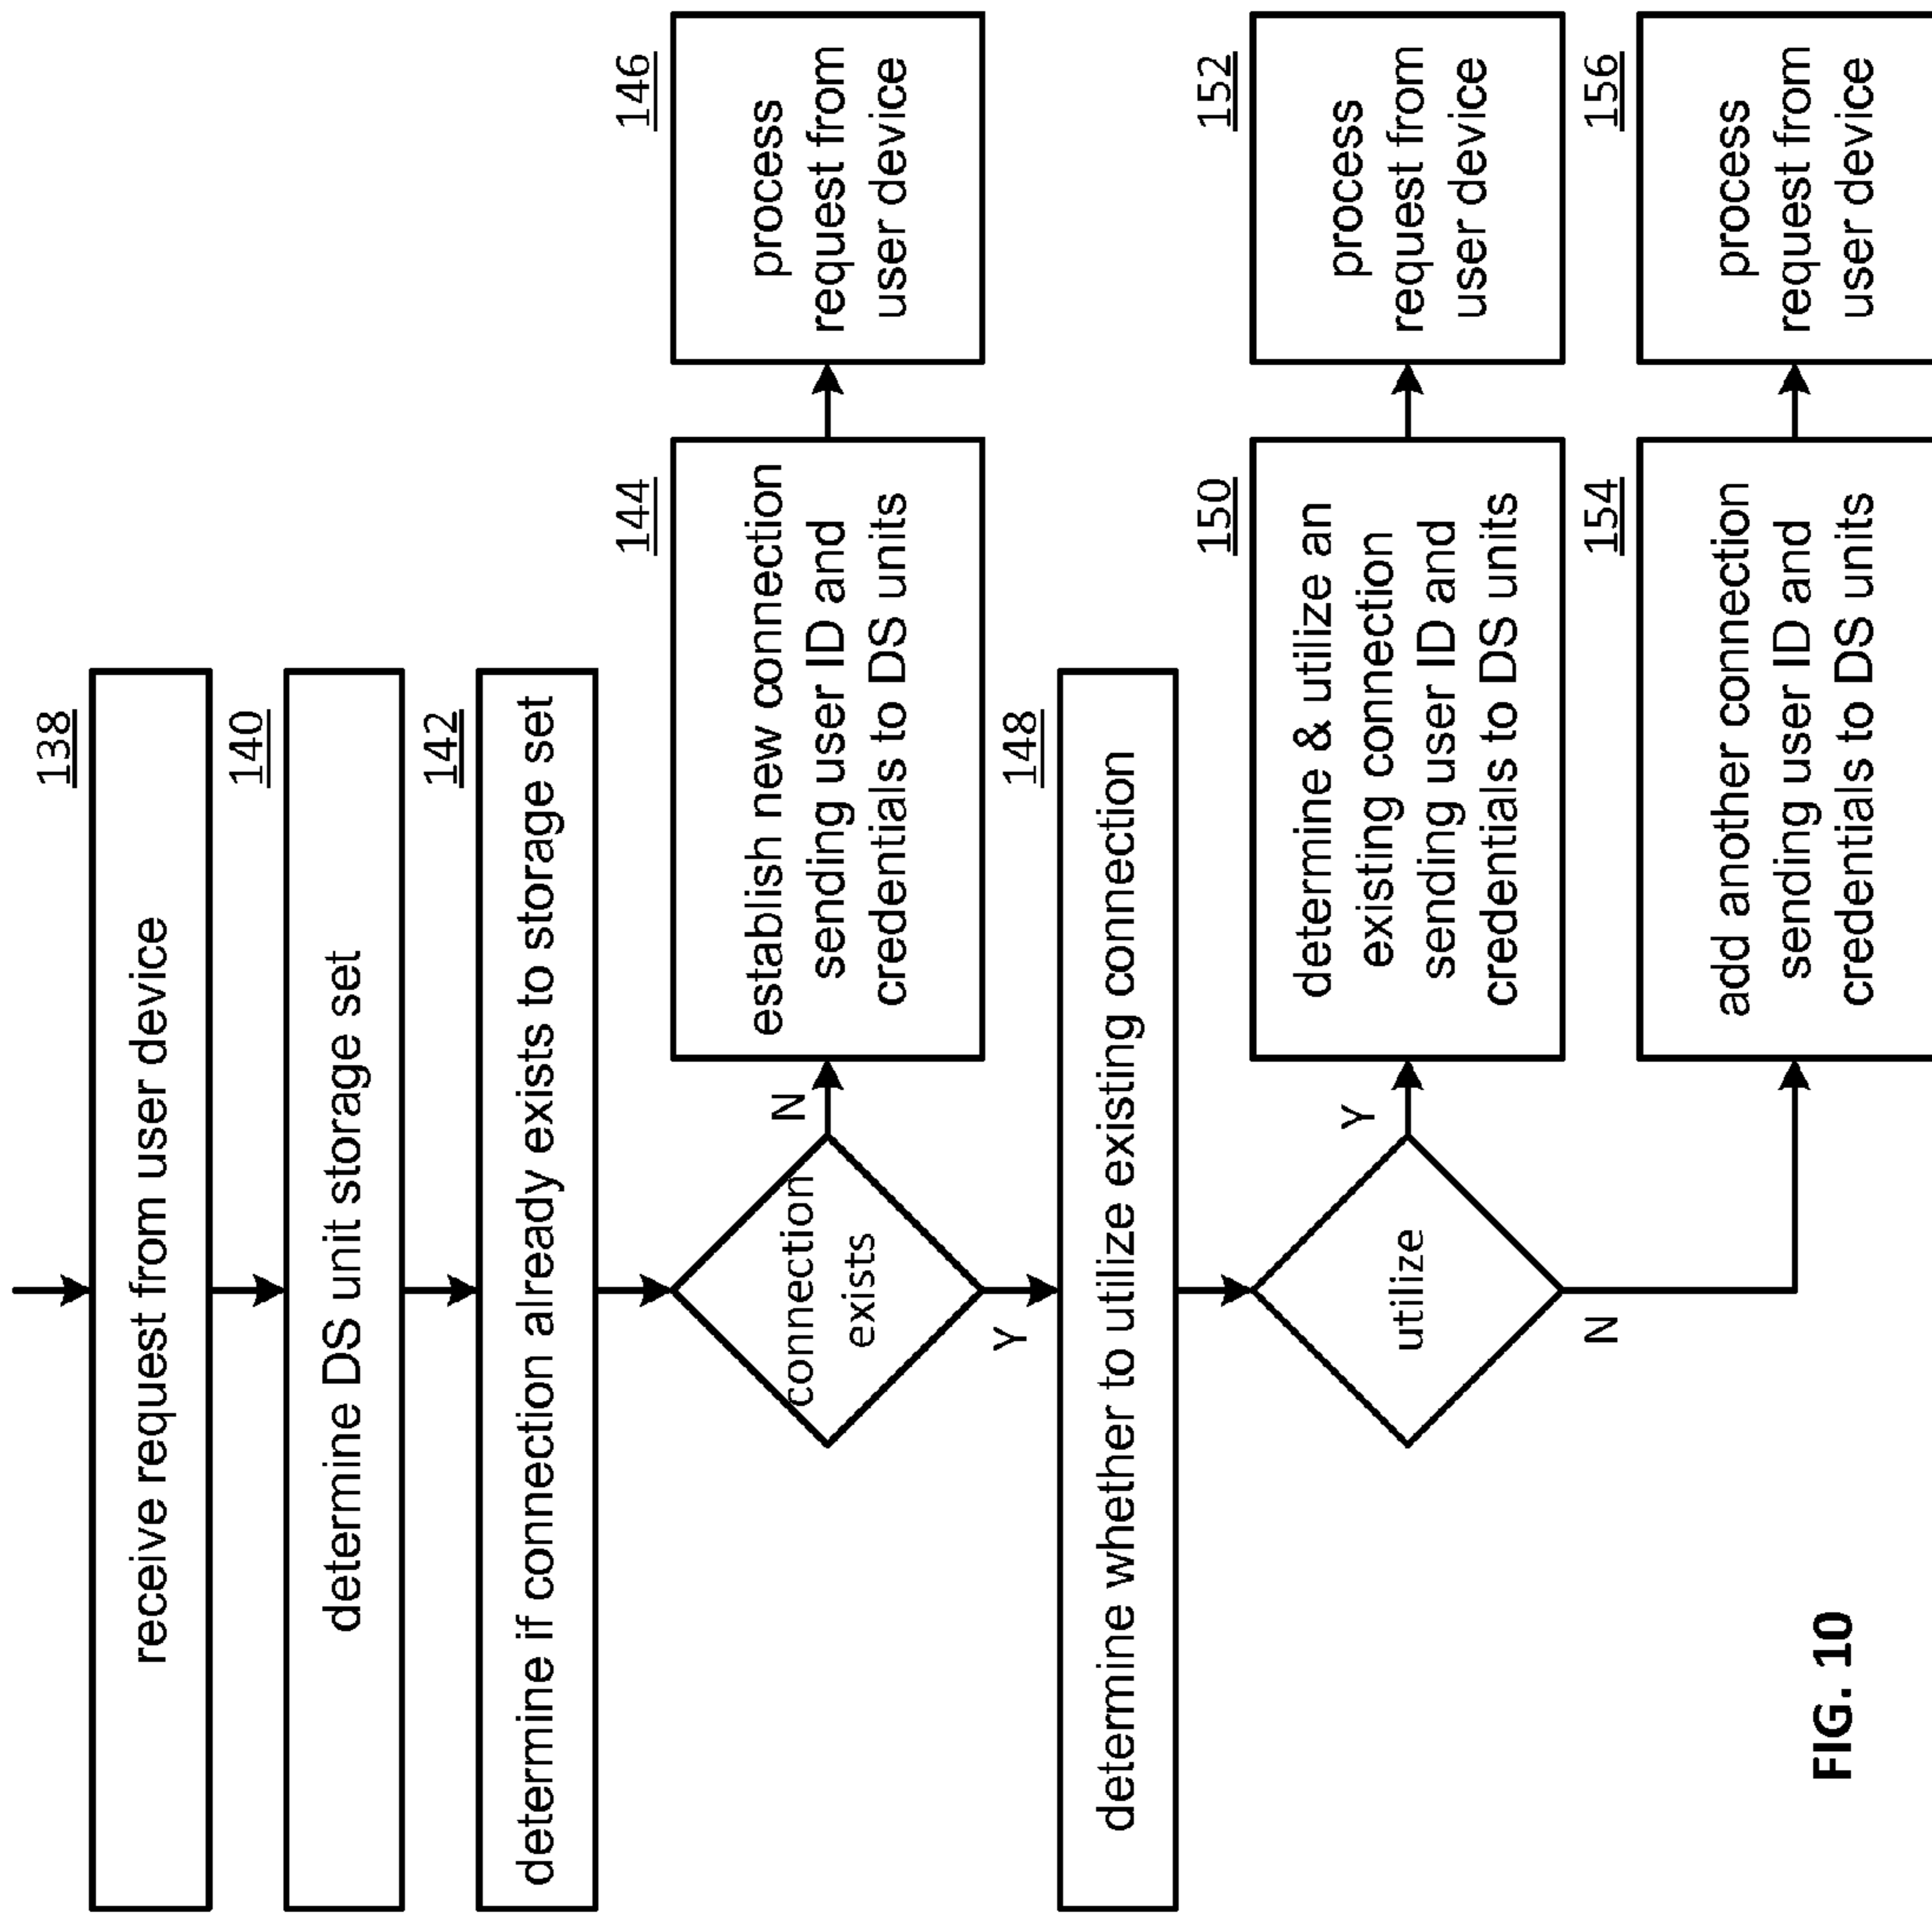 138
receive request from user device
140
determine DS unit storage set
142
determine if connection already exists to storage set
connection
exists
N
Y
144
establish new connection
sending user ID and
credentials to DS units
146
process
request from
user device
148
determine whether to utilize existing connection
utilize
Y
N
150
determine & utilize an
existing connection
sending user ID and
credentials to DS units
152
process
request from
user device
154
add another connection
sending user ID and
credentials to DS units
156
process
request from
user device
FIG. 10